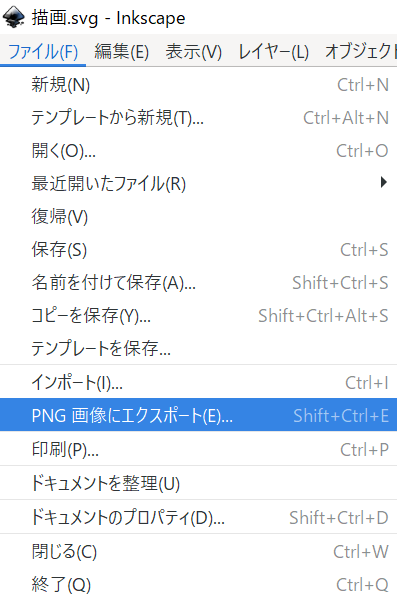 描画.svg - Inkscape
ファイル(F) 編集(E) 表示(V) レイヤー(L) オブジェクト
新規(N) Ctrl+N
テンプレートから新規(T)... Ctrl+Alt+N
開く(O)... Ctrl+O
最近開いたファイル(R)
復帰(V)
保存(S) Ctrl+S
名前を付けて保存(A)... Shift+Ctrl+S
コピーを保存(Y)... Shift+Ctrl+Alt+S
テンプレートを保存...
インポート(I)... Ctrl+I
PNG 画像にエクスポート(E)... Shift+Ctrl+E
印刷(P)... Ctrl+P
ドキュメントを整理(U)
ドキュメントのプロパティ(D)... Shift+Ctrl+D
閉じる(C) Ctrl+W
終了(Q) Ctrl+Q